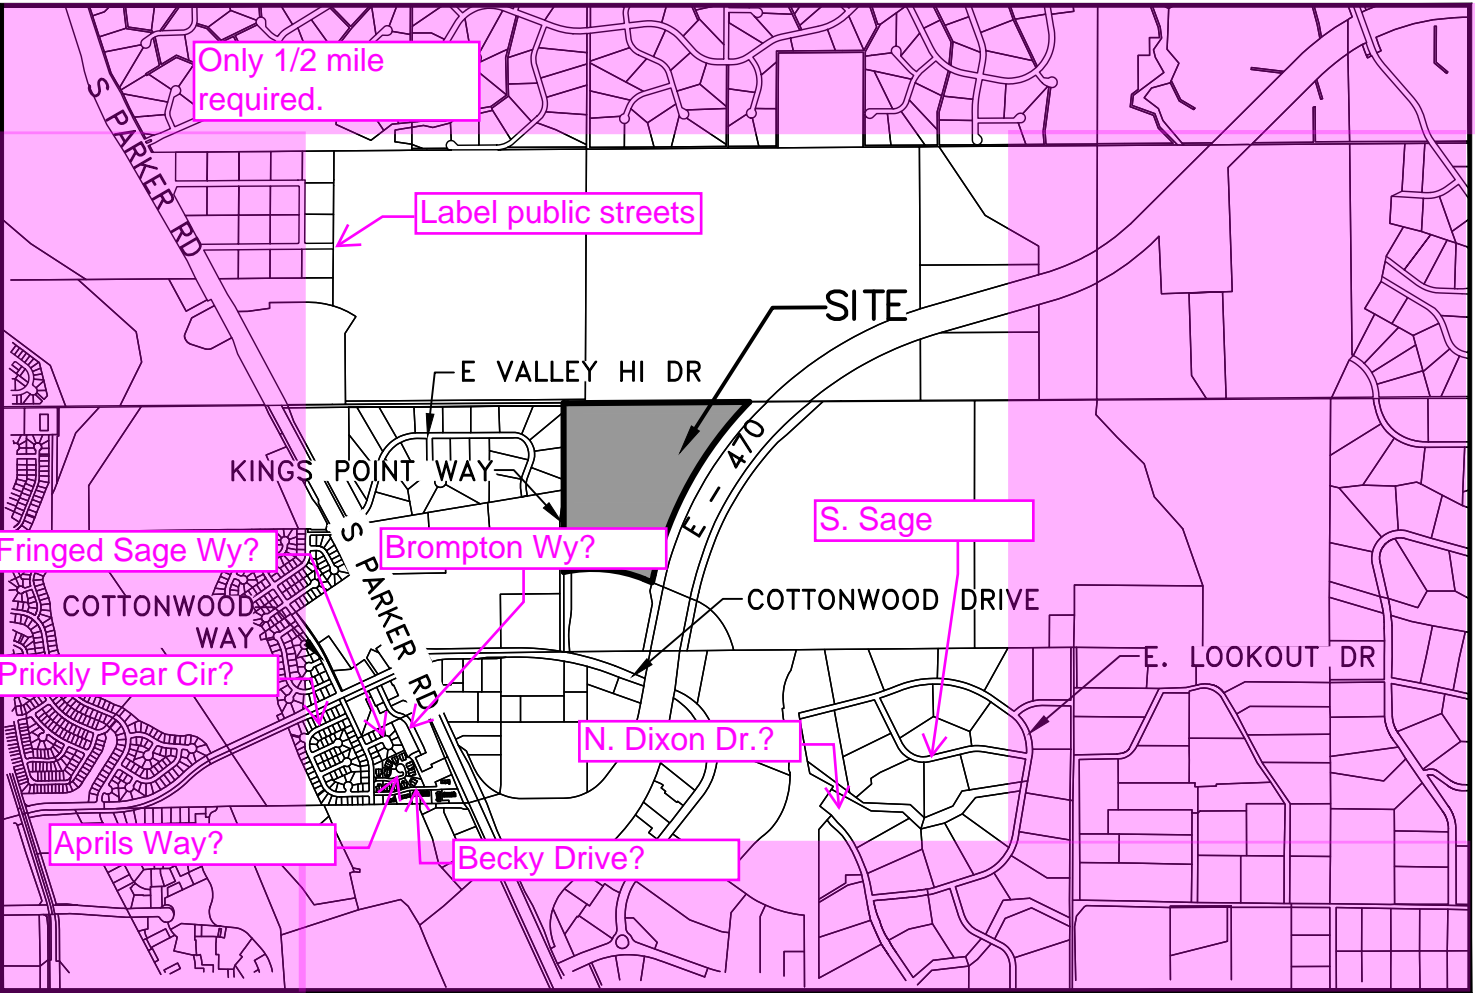 Only 1/2 mile
required.
S PARKER RD
Label public streets
SITE
E VALLEY HI DR
E - 470
KINGS POINT WAY
S. Sage
S PARKER RD
Fringed Sage Wy?
Brompton Wy?
COTTONWOOD
WAY
COTTONWOOD DRIVE
E. LOOKOUT DR
Prickly Pear Cir?
N. Dixon Dr.?
Aprils Way?
Becky Drive?